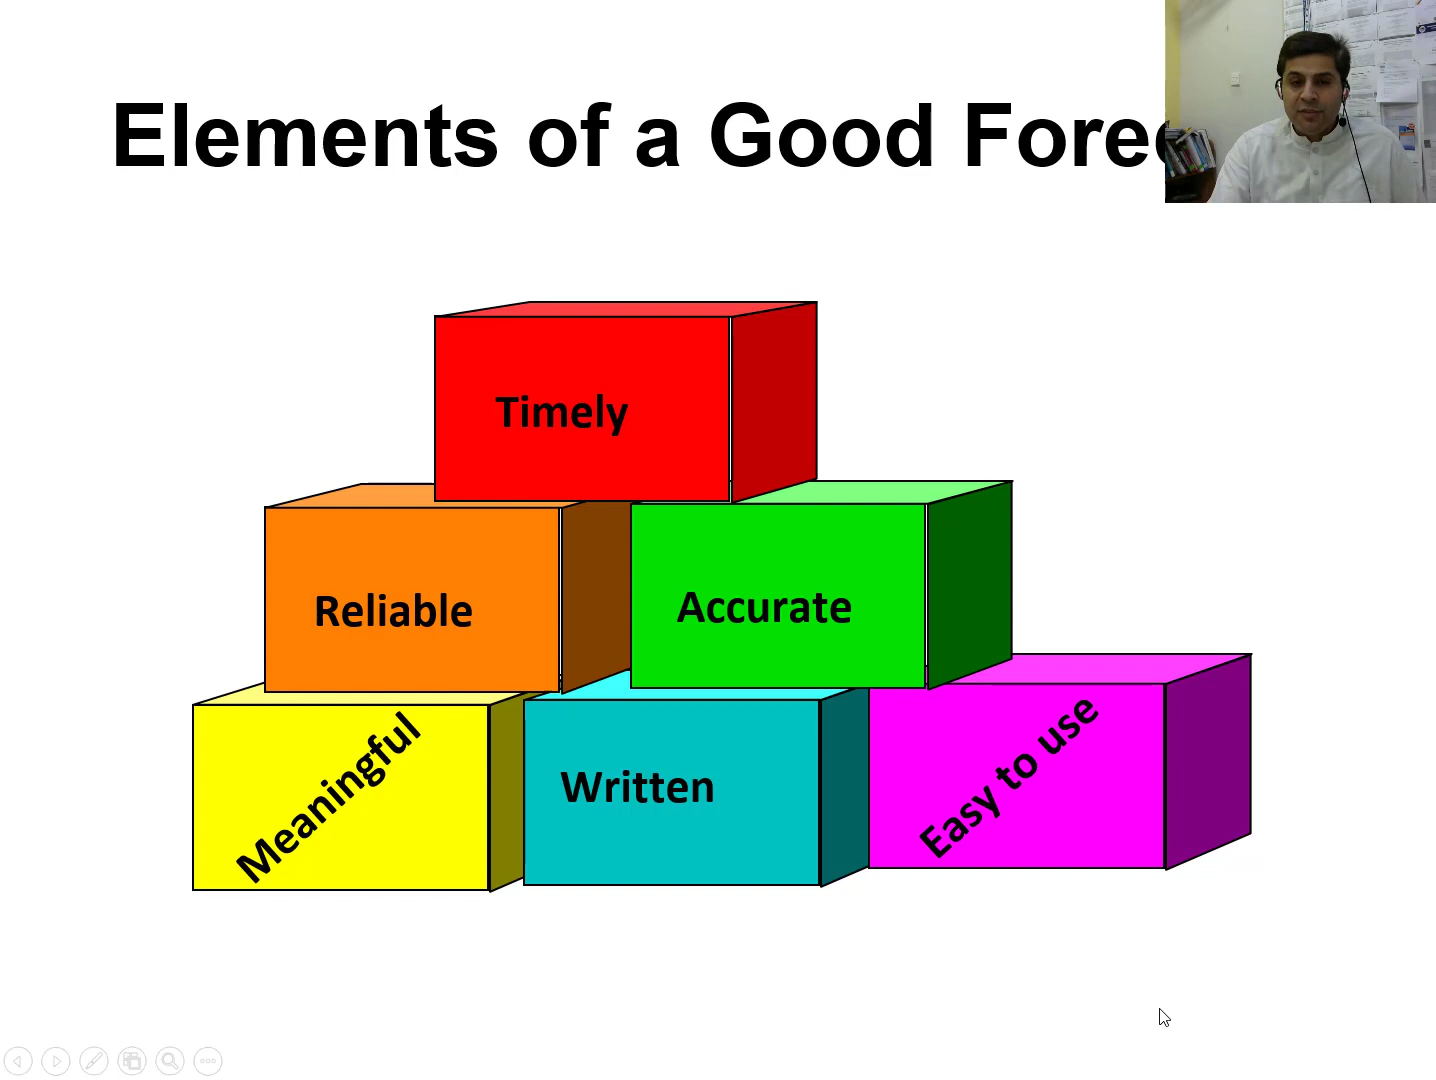 Elements of a Good Forec
Timely
Reliable
Accurate
Meaningful
Written
Easy to use